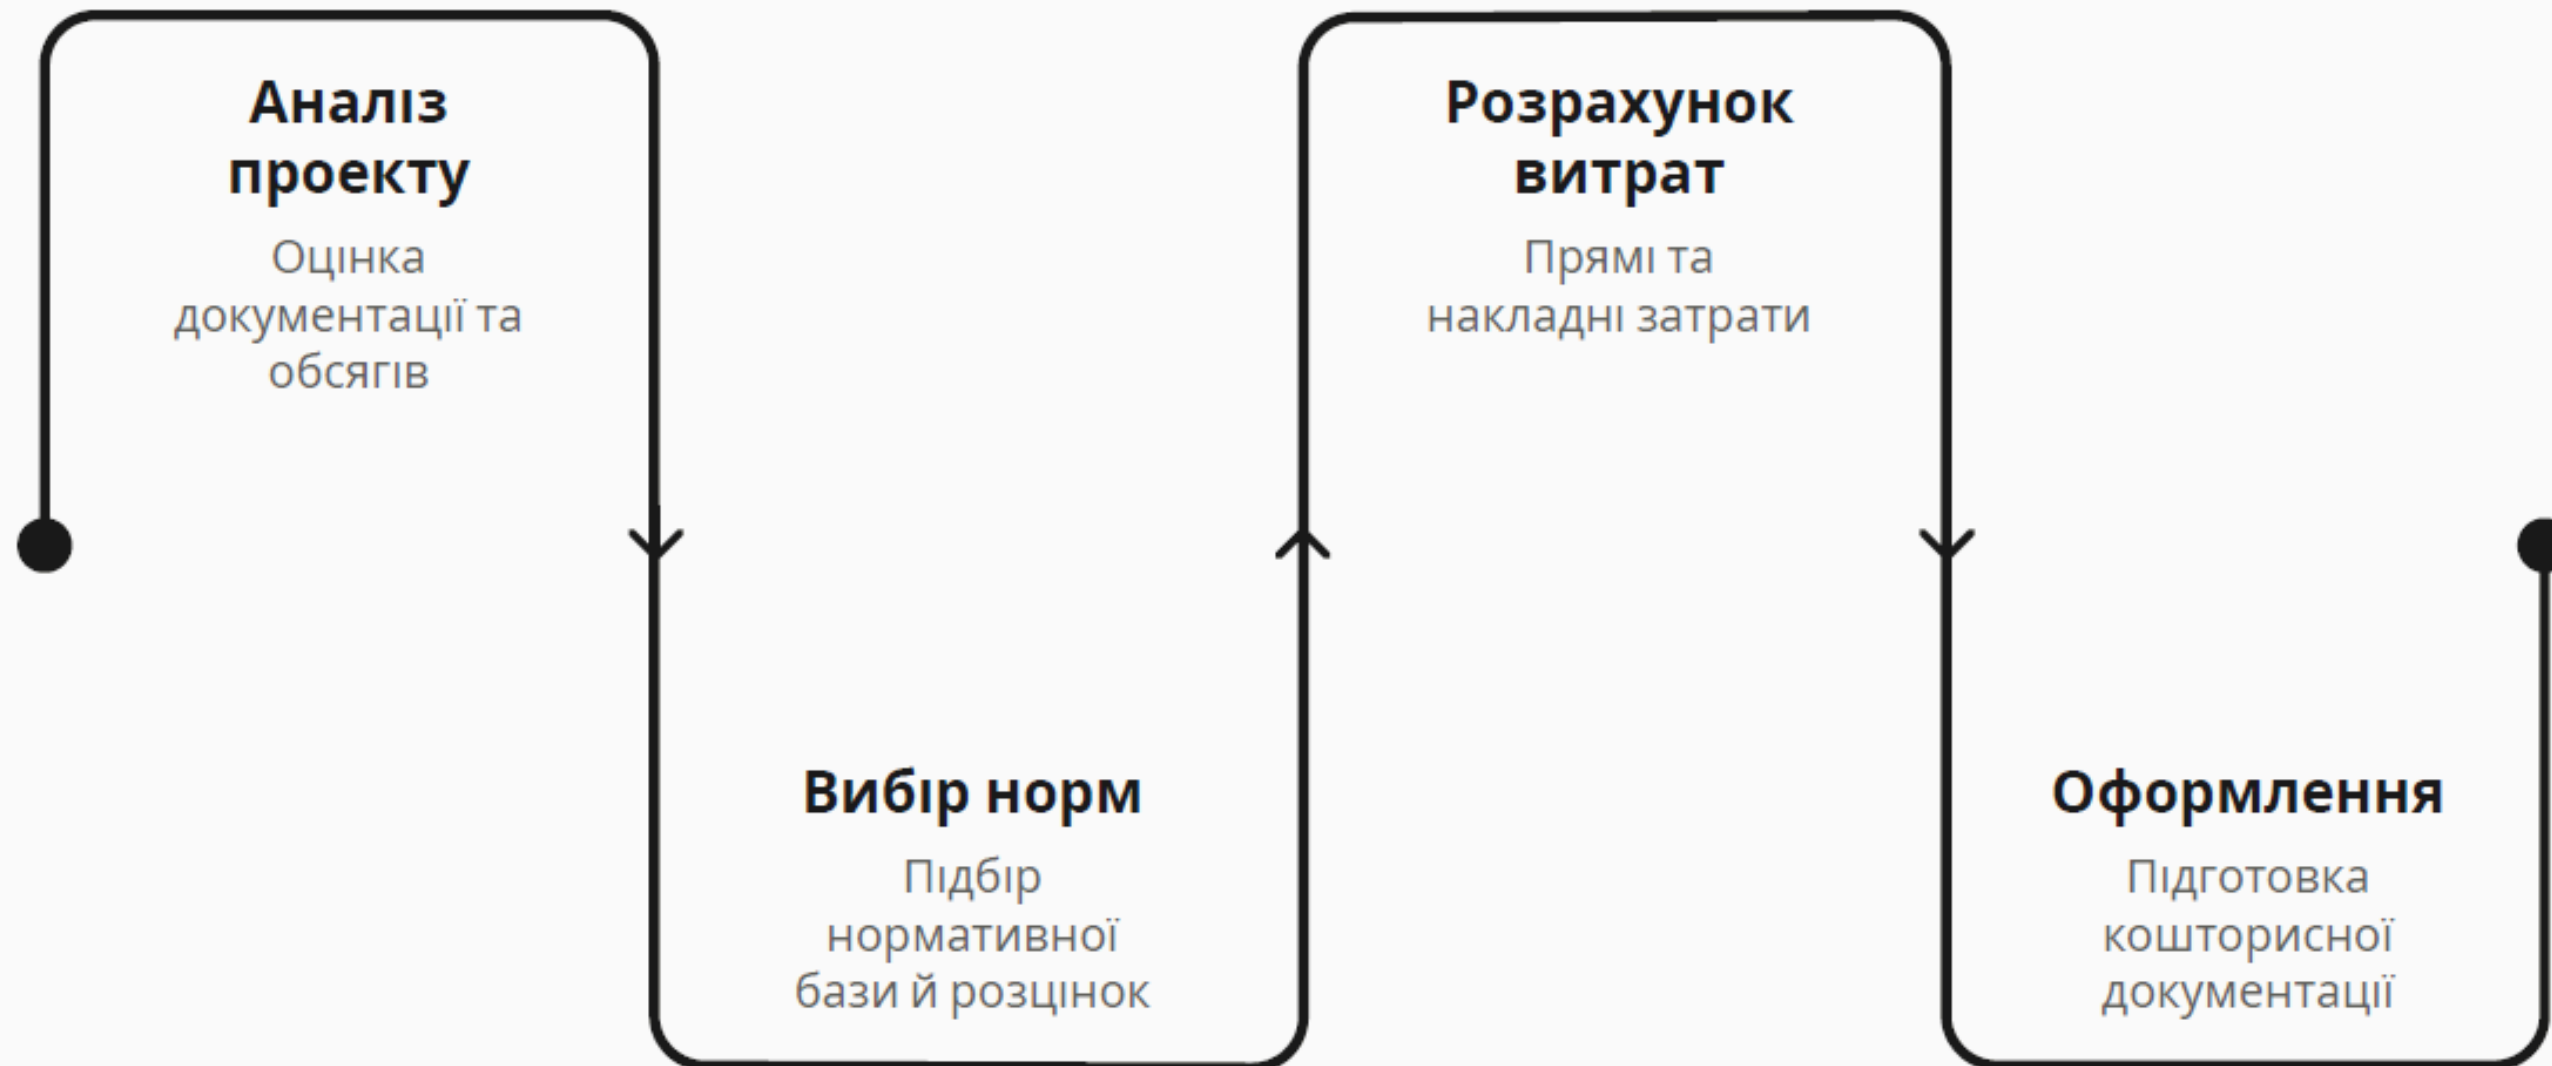 Аналіз
проекту
Оцінка
документації та
обсягів
Вибір норм
Підбір
нормативної
бази й розцінок
Розрахунок
витрат
Прямі та
накладні затрати
Оформлення
Підготовка
кошторисної
документації